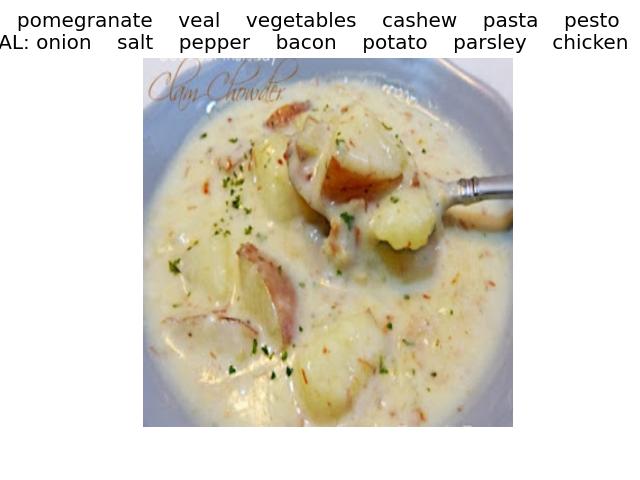 pomegranate veal vegetables cashew pasta pesto
AL: onion salt pepper bacon potato parsley chicken
Clam Chowder